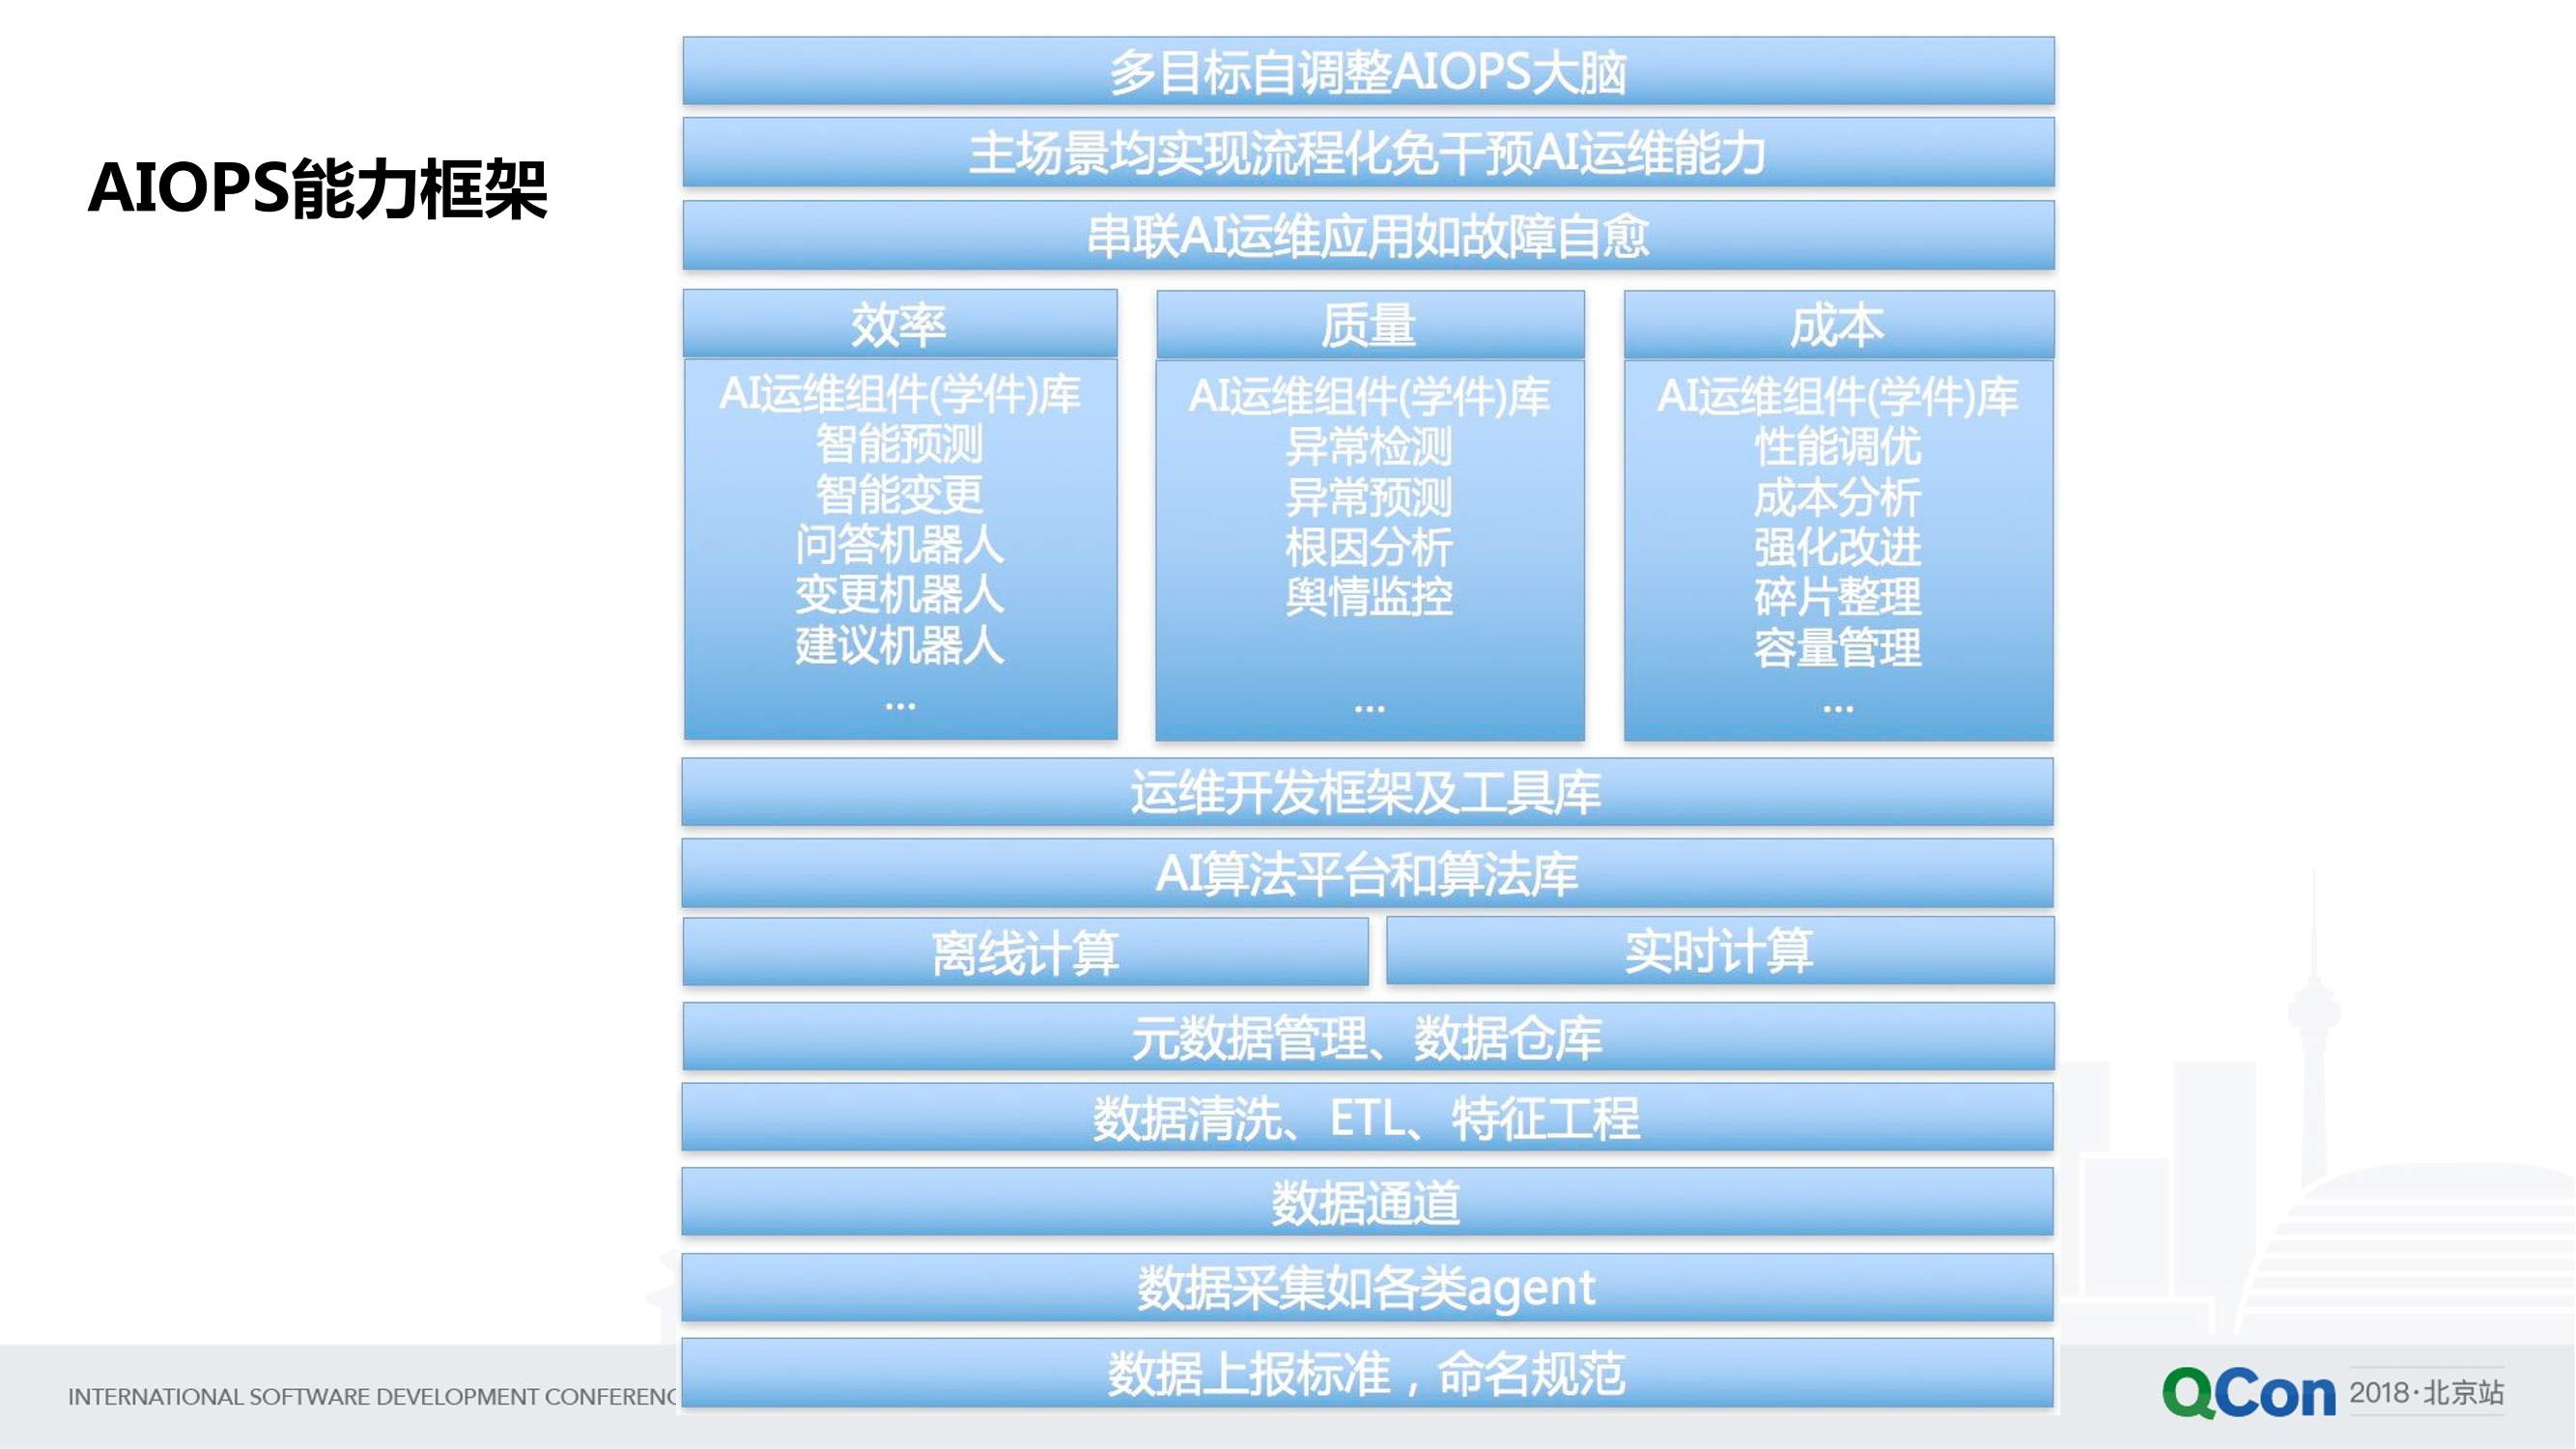 AIOPS能力框架
多目标自调整AIOPS大脑
主场景均实现流程化免干预AI运维能力
串联AI运维应用如故障自愈
效率
AI运维组件(学件)库
智能预测
智能变更
问答机器人
变更机器人
建议机器人
...
质量
AI运维组件(学件)库
异常检测
异常预测
根因分析
舆情监控
...
成本
AI运维组件(学件)库
性能调优
成本分析
强化改进
碎片整理
容量管理
...
运维开发框架及工具库
AI算法平台和算法库
离线计算
实时计算
元数据管理、数据仓库
数据清洗、ETL、特征工程
数据通道
数据采集如各类agent
数据上报标准，命名规范
INTERNATIONAL SOFTWARE DEVELOPMENT CONFERENC
QCon 2018·北京站